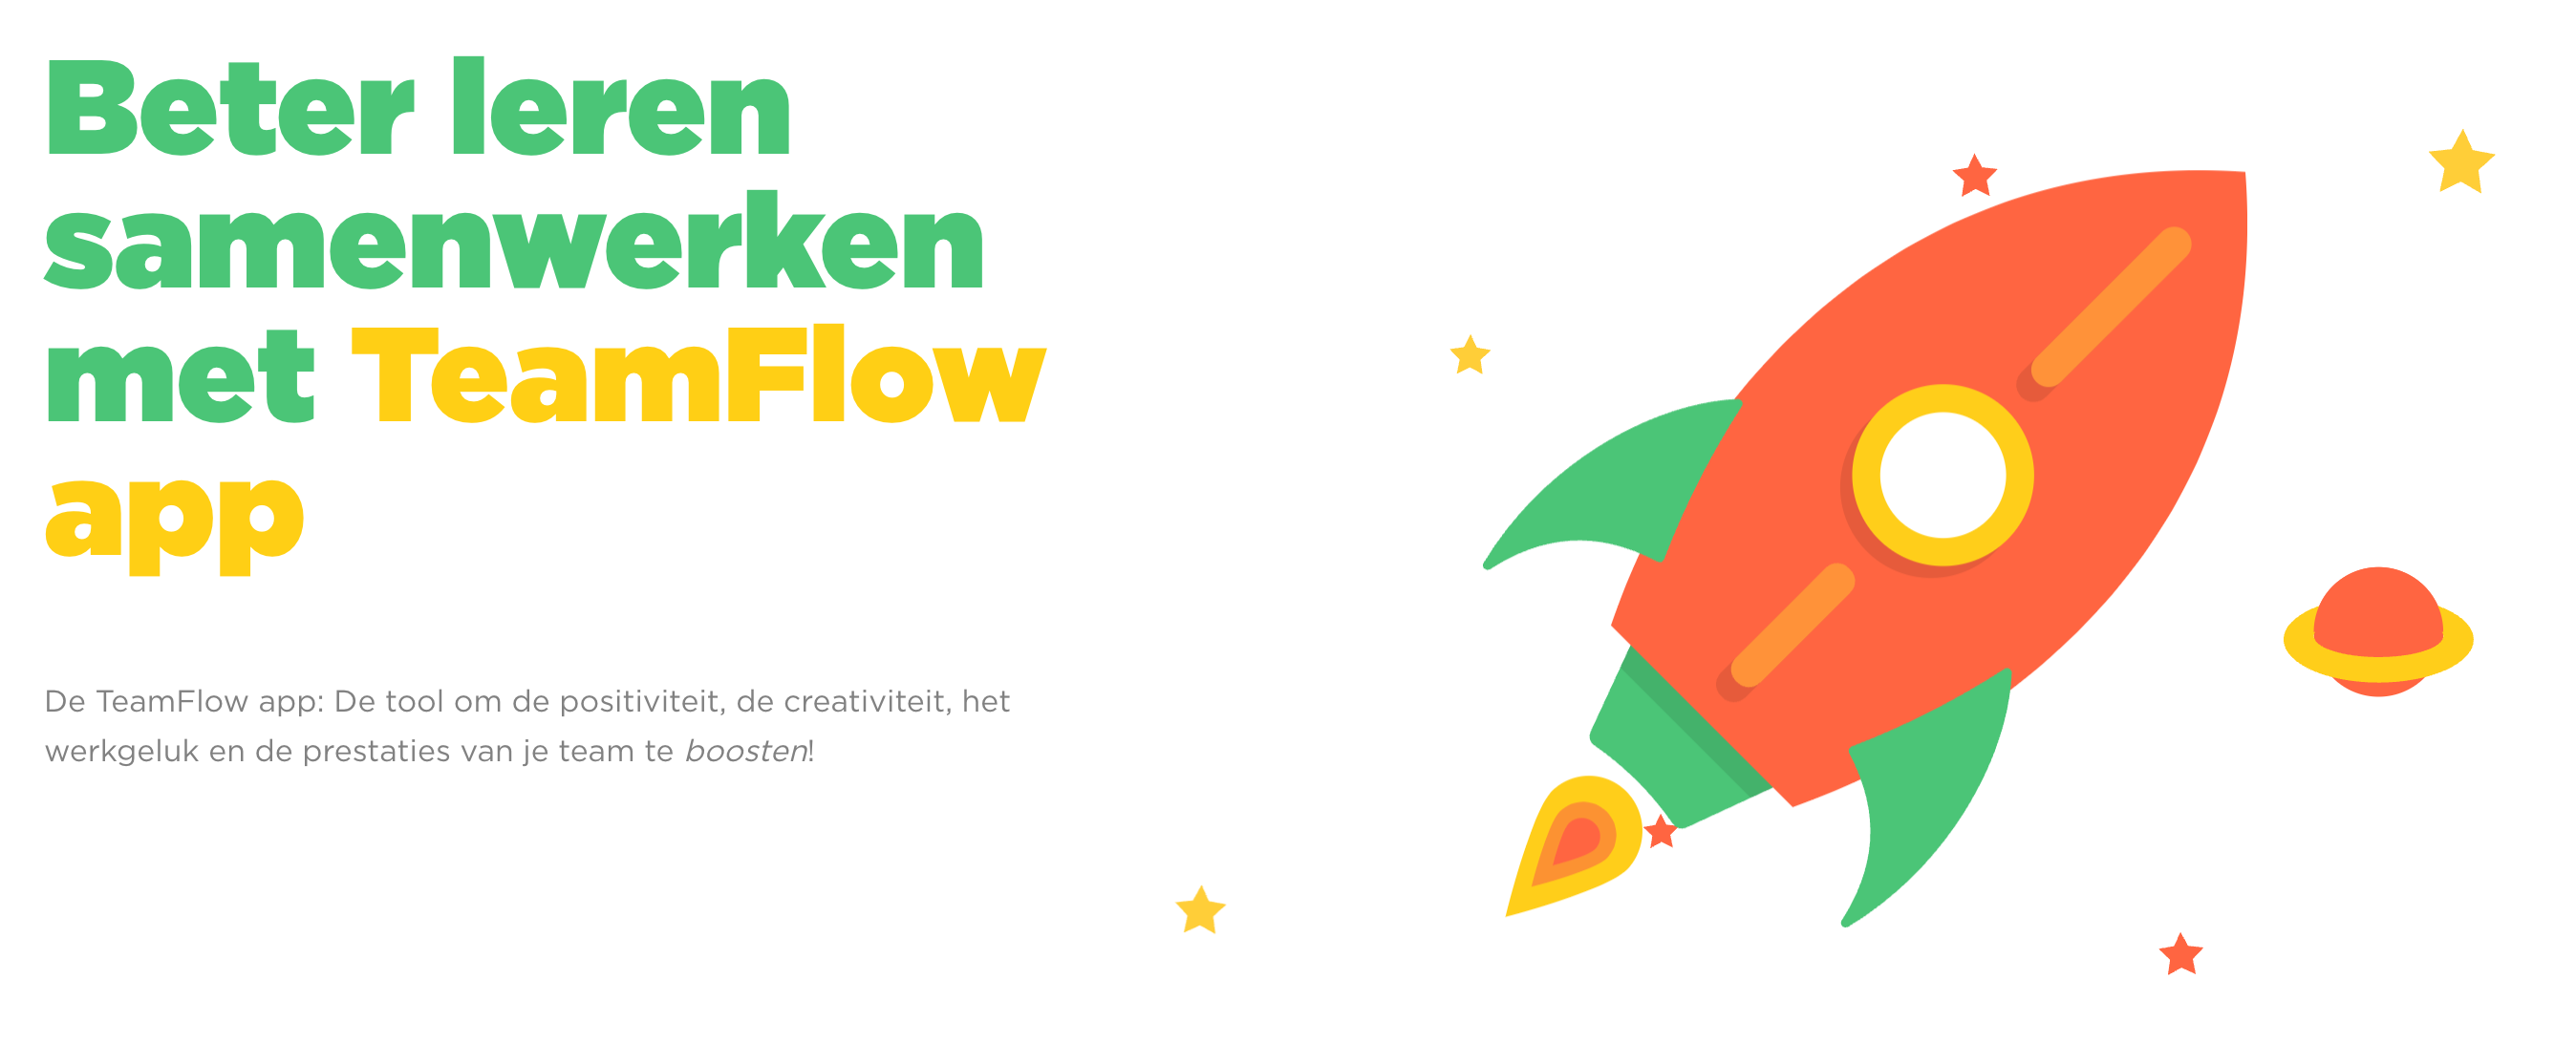 Beter leren
samenwerken
met TeamFlow
app
De TeamFlow app: De tool om de positiviteit, de creativiteit, het
werkgeluk en de prestaties van je team te boosten!